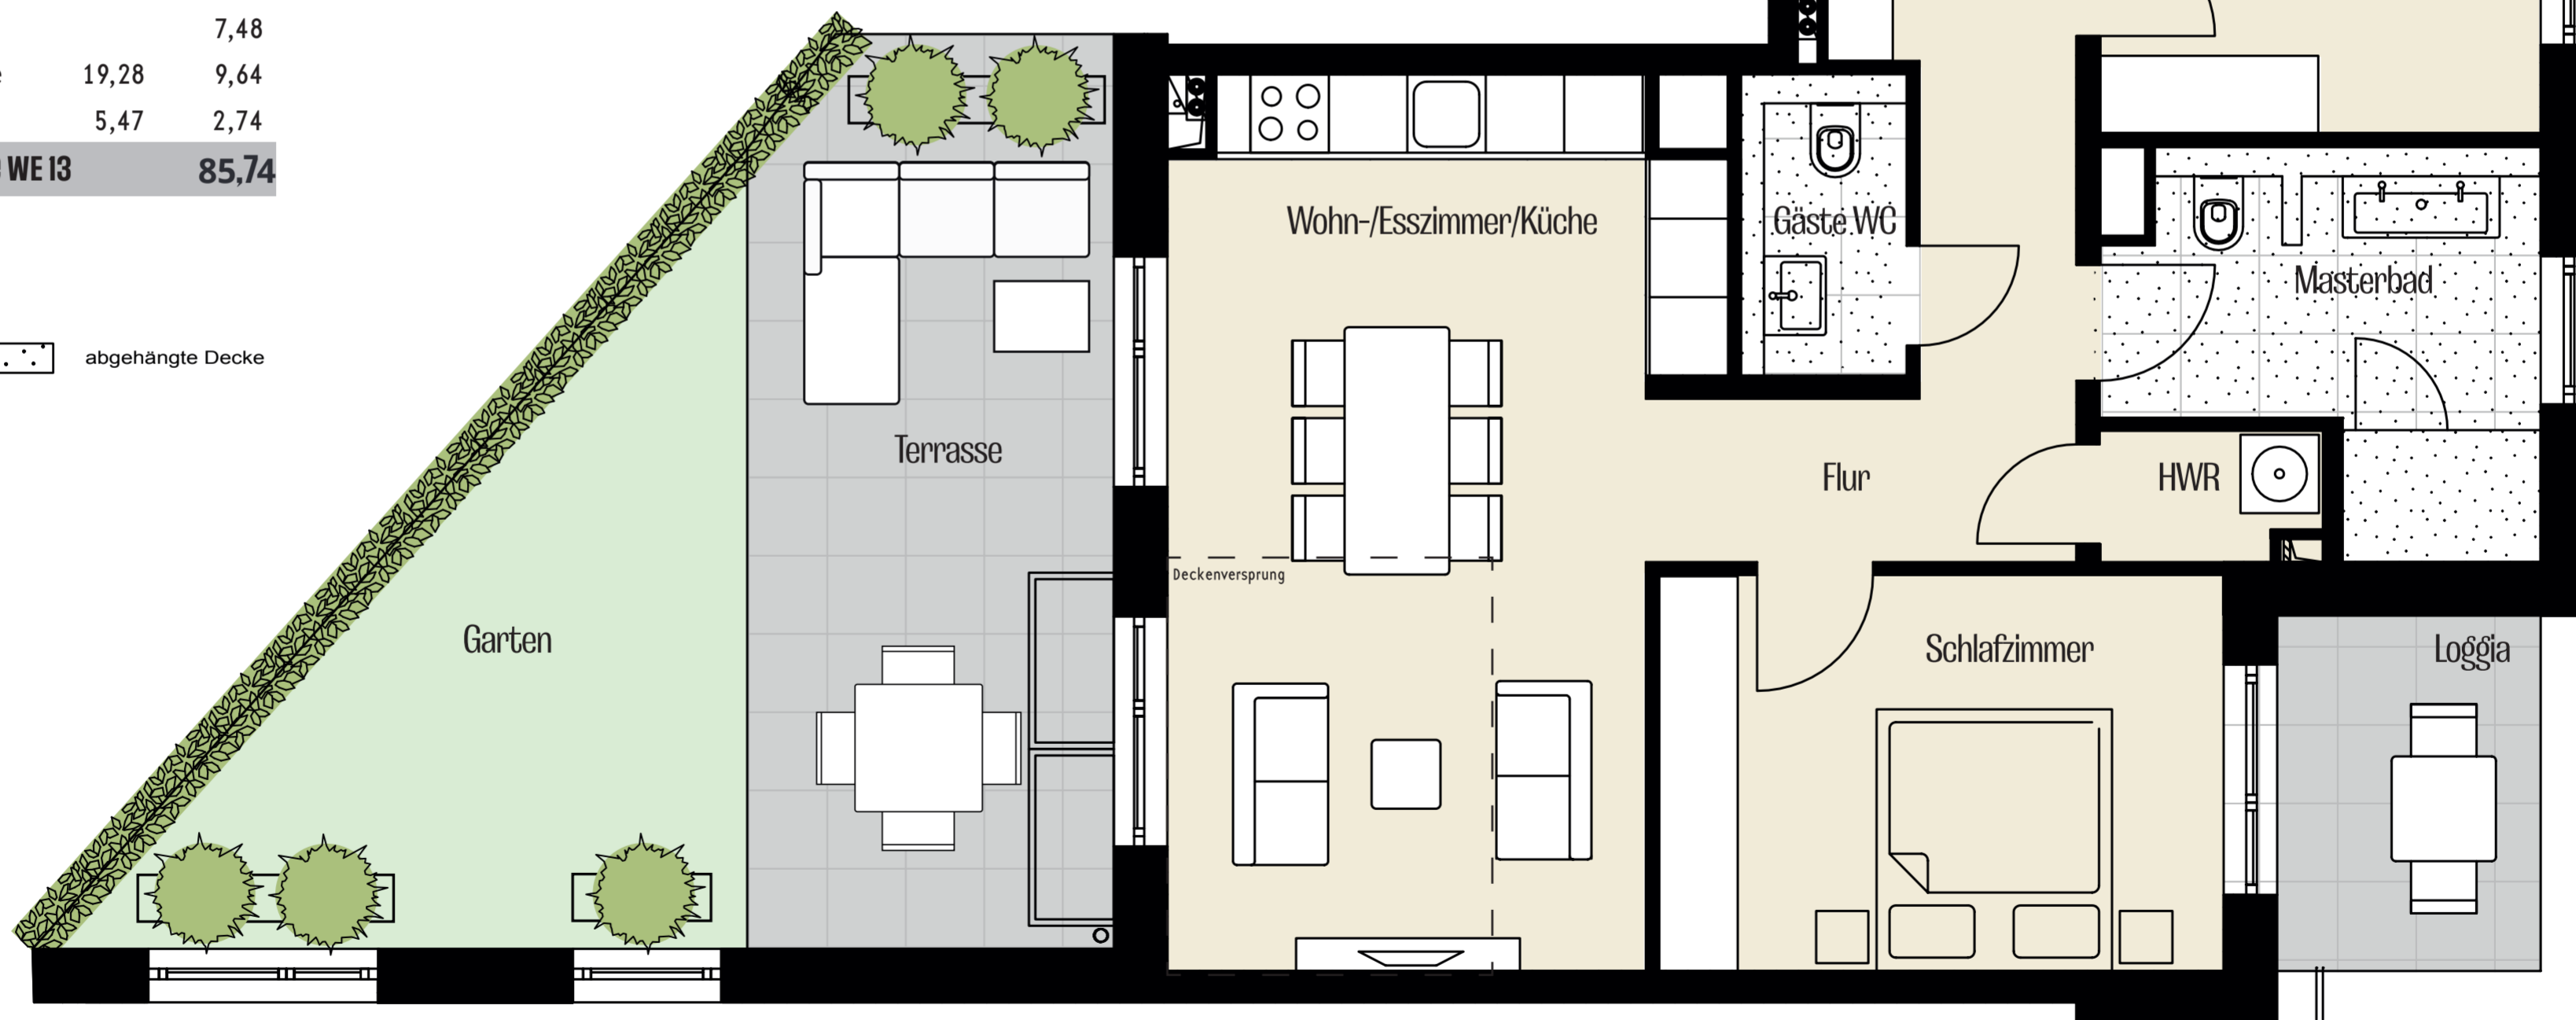 7,48
19,28 9,64
5,47 2,74
WE 13 85,74
abgehängte Decke
Wohn-/Esszimmer/Küche
Gäste WC
Masterbad
Terrasse
Flur
HWR
Deckenversprung
Garten
Schlafzimmer
Loggia